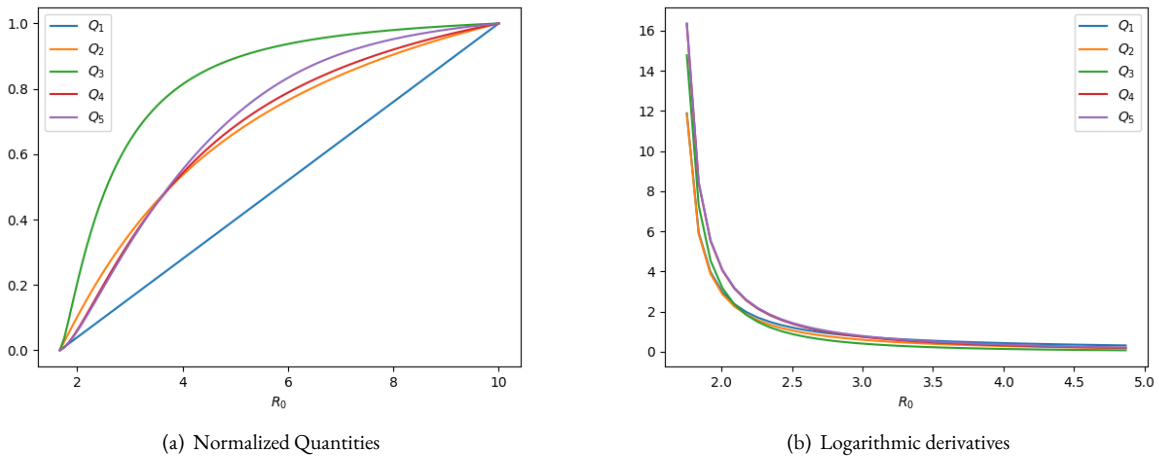 1.0
0.8
0.6
0.4
0.2
0.0
Q1
Q2
Q3
Q4
Q5
2
4
6
8
10
R0
(a) Normalized Quantities
16
14
12
10
8
6
4
2
0
Q1
Q2
Q3
Q4
Q5
2.0
2.5
3.0
3.5
4.0
4.5
5.0
R0
(b) Logarithmic derivatives